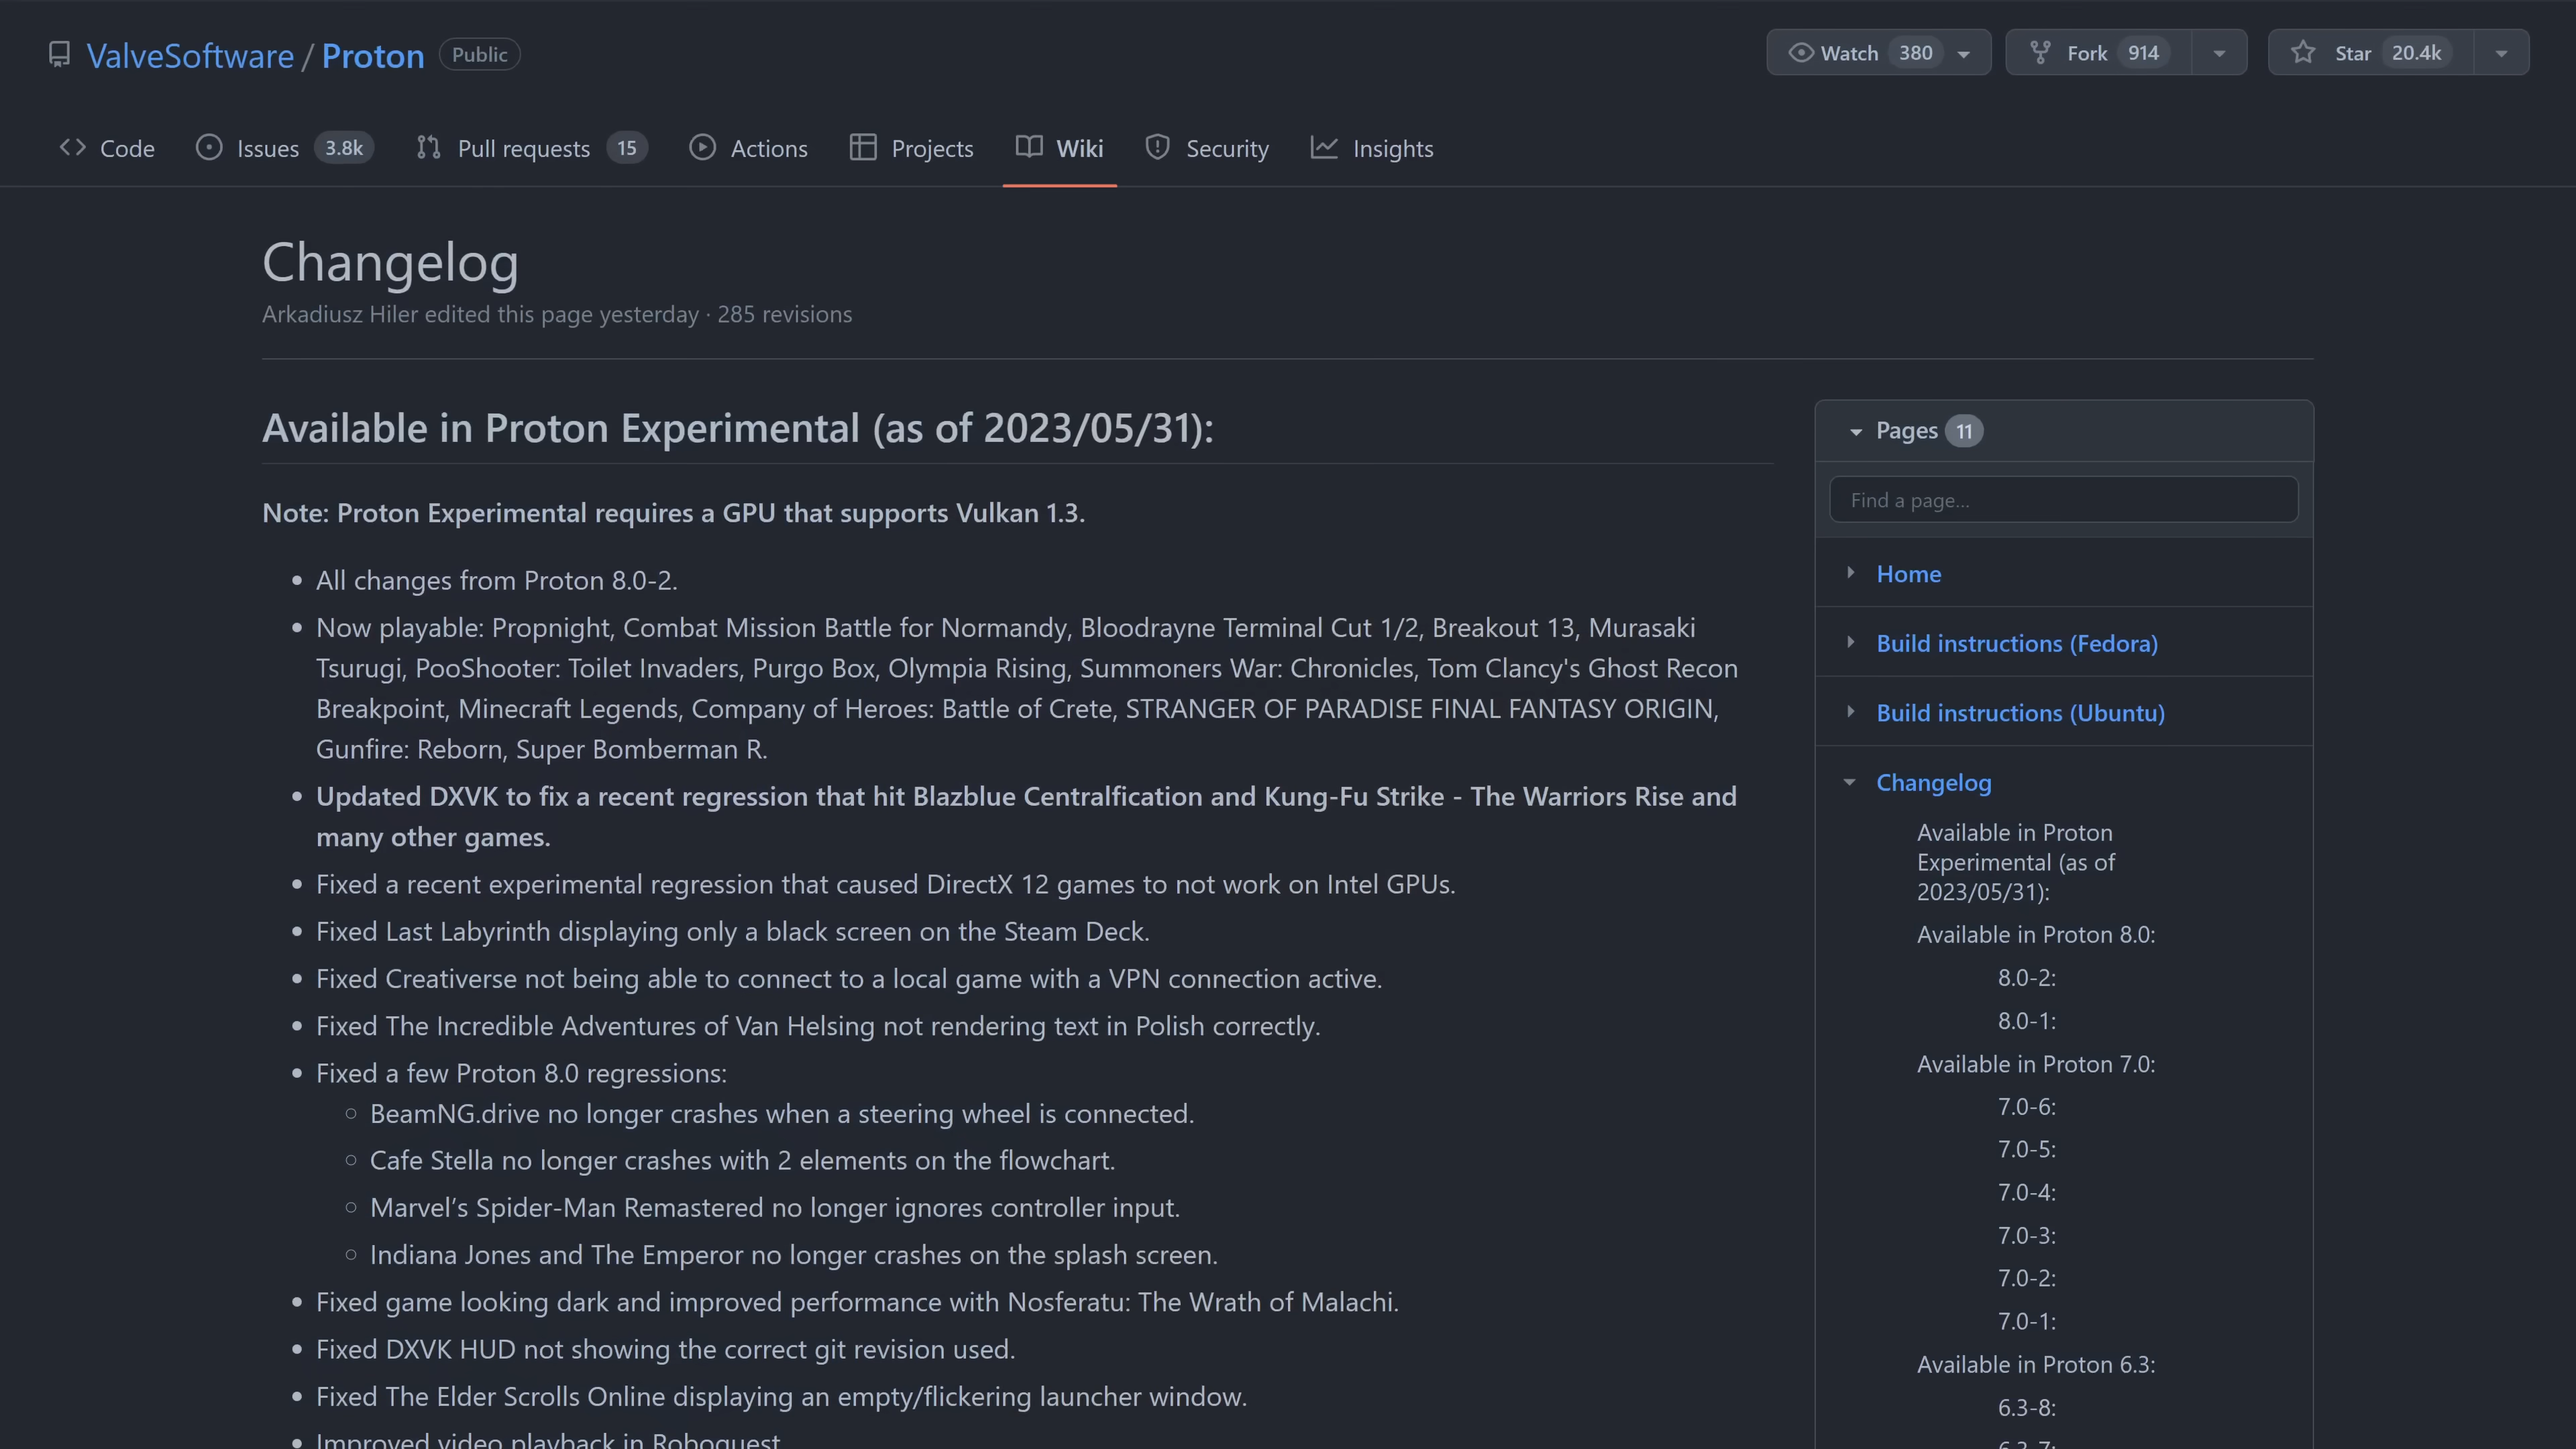 ValveSoftware / Proton Public
Watch 380
Fork 914
Star 20.4k
Code
Issues 3.8k
Pull requests 15
Actions
Projects
Wiki
Security
Insights
Changelog
Arkadiusz Hiler edited this page yesterday · 285 revisions
Available in Proton Experimental (as of 2023/05/31):
Note: Proton Experimental requires a GPU that supports Vulkan 1.3.
All changes from Proton 8.0-2.
Now playable: Propnight, Combat Mission Battle for Normandy, Bloodrayne Terminal Cut 1/2, Breakout 13, Murasaki
Tsurugi, PooShooter: Toilet Invaders, Purgo Box, Olympia Rising, Summoners War: Chronicles, Tom Clancy's Ghost Recon
Breakpoint, Minecraft Legends, Company of Heroes: Battle of Crete, STRANGER OF PARADISE FINAL FANTASY ORIGIN,
Gunfire: Reborn, Super Bomberman R.
Updated DXVK to fix a recent regression that hit Blazblue Centralfication and Kung-Fu Strike - The Warriors Rise and
many other games.
Fixed a recent experimental regression that caused DirectX 12 games to not work on Intel GPUs.
Fixed Last Labyrinth displaying only a black screen on the Steam Deck.
Fixed Creativerse not being able to connect to a local game with a VPN connection active.
Fixed The Incredible Adventures of Van Helsing not rendering text in Polish correctly.
Fixed a few Proton 8.0 regressions:
BeamNG.drive no longer crashes when a steering wheel is connected.
Cafe Stella no longer crashes with 2 elements on the flowchart.
Marvel’s Spider-Man Remastered no longer ignores controller input.
Indiana Jones and The Emperor no longer crashes on the splash screen.
Fixed game looking dark and improved performance with Nosferatu: The Wrath of Malachi.
Fixed DXVK HUD not showing the correct git revision used.
Fixed The Elder Scrolls Online displaying an empty/flickering launcher window.
Improved video playback in Roboquest
Pages 11
Find a page...
Home
Build instructions (Fedora)
Build instructions (Ubuntu)
Changelog
Available in Proton
Experimental (as of
2023/05/31):
Available in Proton 8.0:
8.0-2:
8.0-1:
Available in Proton 7.0:
7.0-6:
7.0-5:
7.0-4:
7.0-3:
7.0-2:
7.0-1:
Available in Proton 6.3:
6.3-8:
6.3-7: